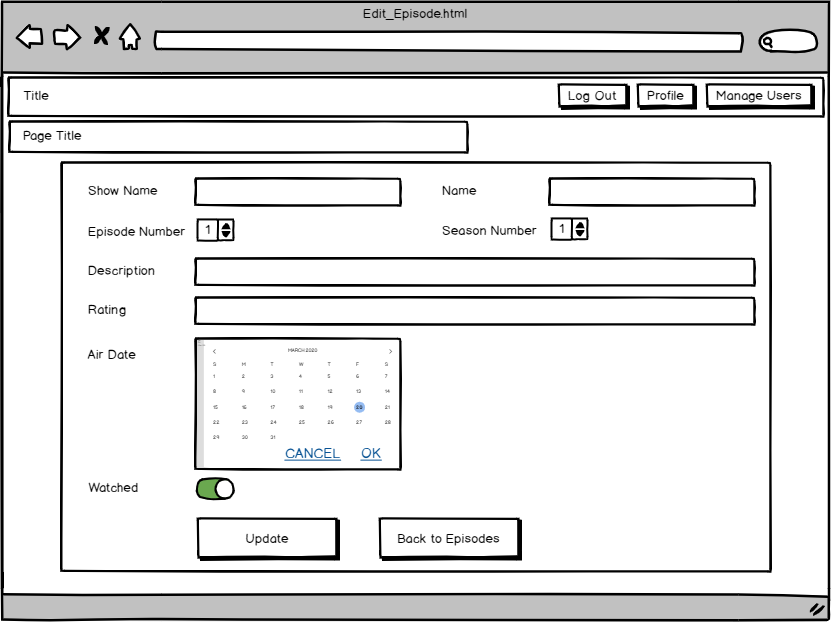 Edit_Episode.html
Title Log Out Profile Manage Users
Page Title
Show Name Name
Episode Number 1 Season Number 1
Description
Rating
Air Date
MARCH 2020
S M T W T F S
1 2 3 4 5 6 7
8 9 10 11 12 13 14
15 16 17 18 19 20 21
22 23 24 25 26 27 28
29 30 31
CANCEL OK
Watched
Update Back to Episodes